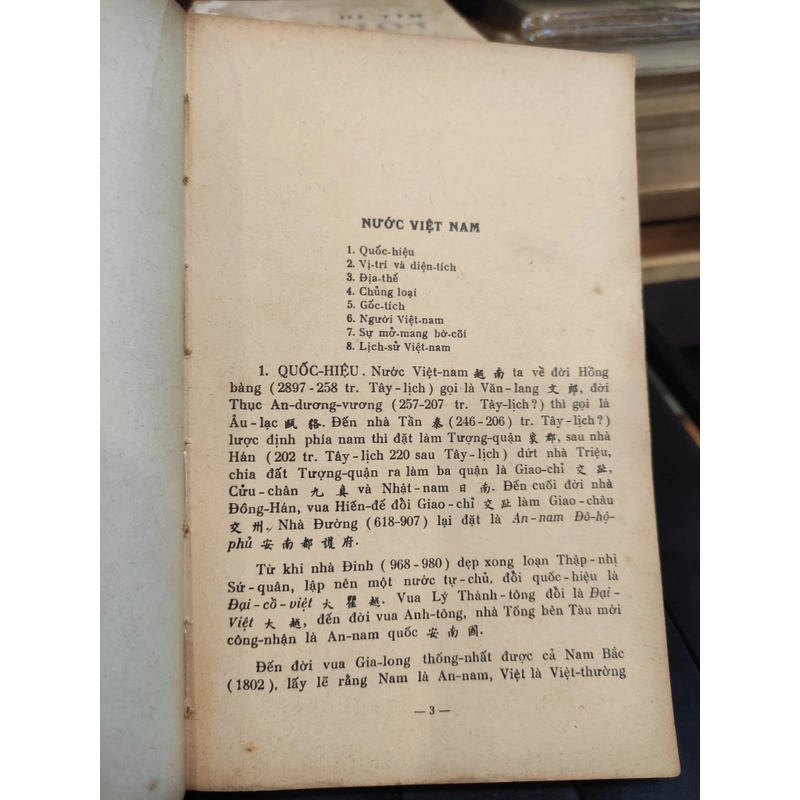 NƯỚC VIỆT NAM
1. Quốc-hiệu
2. Vị-trí và diện-tích
3. Địa-thế
4. Chủng loại
5. Gốc-tích
6. Người Việt-nam
7. Sự mở-mang bờ-cõi
8. Lịch-sử Việt-nam
1. QUỐC-HIỆU. Nước Việt-nam 越南 ta về đời Hồng
bàng (2897-258 tr. Tây-lịch) gọi là Văn-lang 文郎, đời
Thục An-dương-vương (257-207 tr. Tây-lịch?) thì gọi là
Âu-lạc 甌貉. Đến nhà Tần 秦 (246-206) tr. Tây-lịch?)
lược định phía nam thì đặt làm Tượng-quận 象郡, sau nhà
Hán (202 tr. Tây-lịch 220 sau Tây-lịch) dứt nhà Triệu,
chia đất Tượng-quận ra làm ba quận là Giao-chỉ 交趾,
Cửu-chân 九真 và Nhật-nam 日南. Đến cuối đời nhà
Đông-Hán, vua Hiến-đế đổi Giao-chỉ 交趾 làm Giao-châu
交州. Nhà Đường (618-907) lại đặt là An-nam Đô-hộ-
phủ 安南都護府.
Từ khi nhà Đinh (968-980) dẹp xong loạn Thập-nhị
Sứ-quân, lập nên một nước tự-chủ, đổi quốc-hiệu là
Đại-cồ-việt 大瞿越. Vua Lý Thánh-tông đổi là Đại-
Việt 大越, đến đời vua Anh-tông, nhà Tống bên Tàu mới
công-nhận là An-nam quốc 安南國.
Đến đời vua Gia-long thống-nhất được cả Nam Bắc
(1802), lấy lẽ rằng Nam là An-nam, Việt là Việt-thường
— 3 —